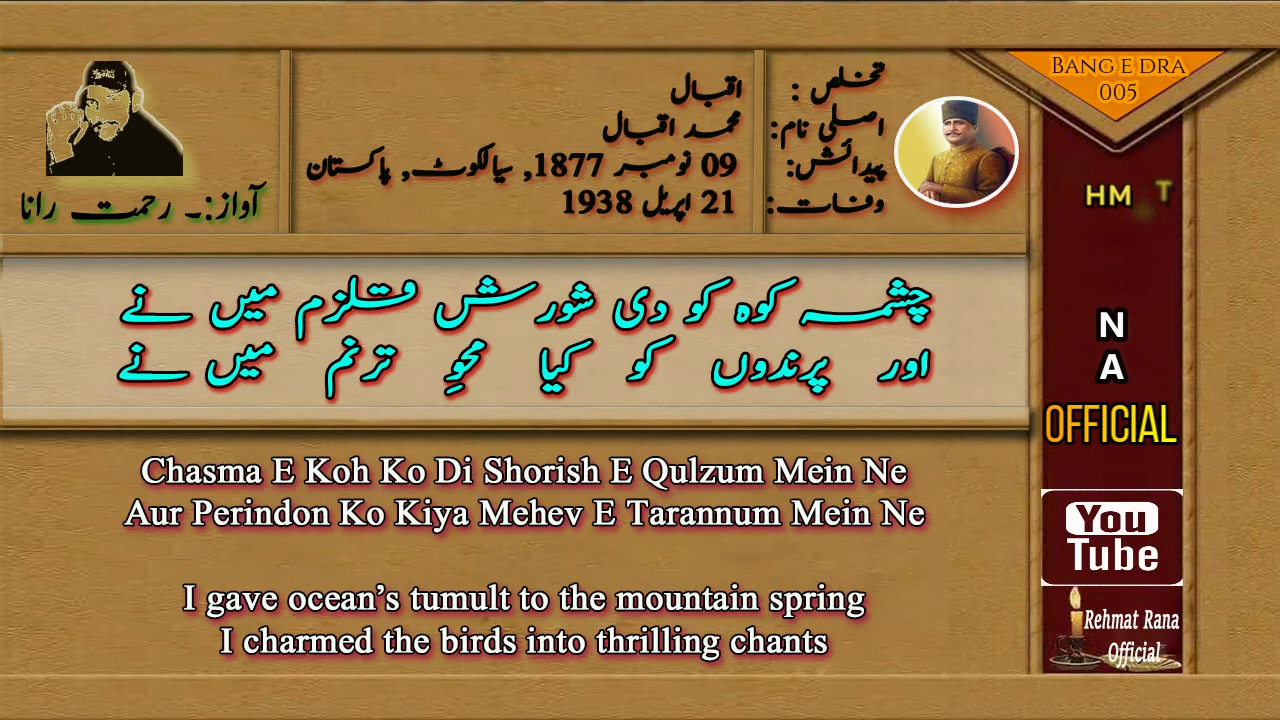 BANG E DRA
005
تخلص : اقبال
اصلی نام: محمد اقبال
پیدائش: 09 نومبر 1877, سیالکوٹ, پاکستان
وفات: 21 اپریل 1938
آواز:۔ رحمت رانا
چشمہ کوہ کو دی شورش قلزم میں نے
اور پرندوں کو کیا محوِ ترنم میں نے
Chasma E Koh Ko Di Shorish E Qulzum Mein Ne
Aur Perindon Ko Kiya Mehev E Tarannum Mein Ne
I gave ocean’s tumult to the mountain spring
I charmed the birds into thrilling chants
HM T
N
A
OFFICIAL
You
Tube
Rehmat Rana
Official